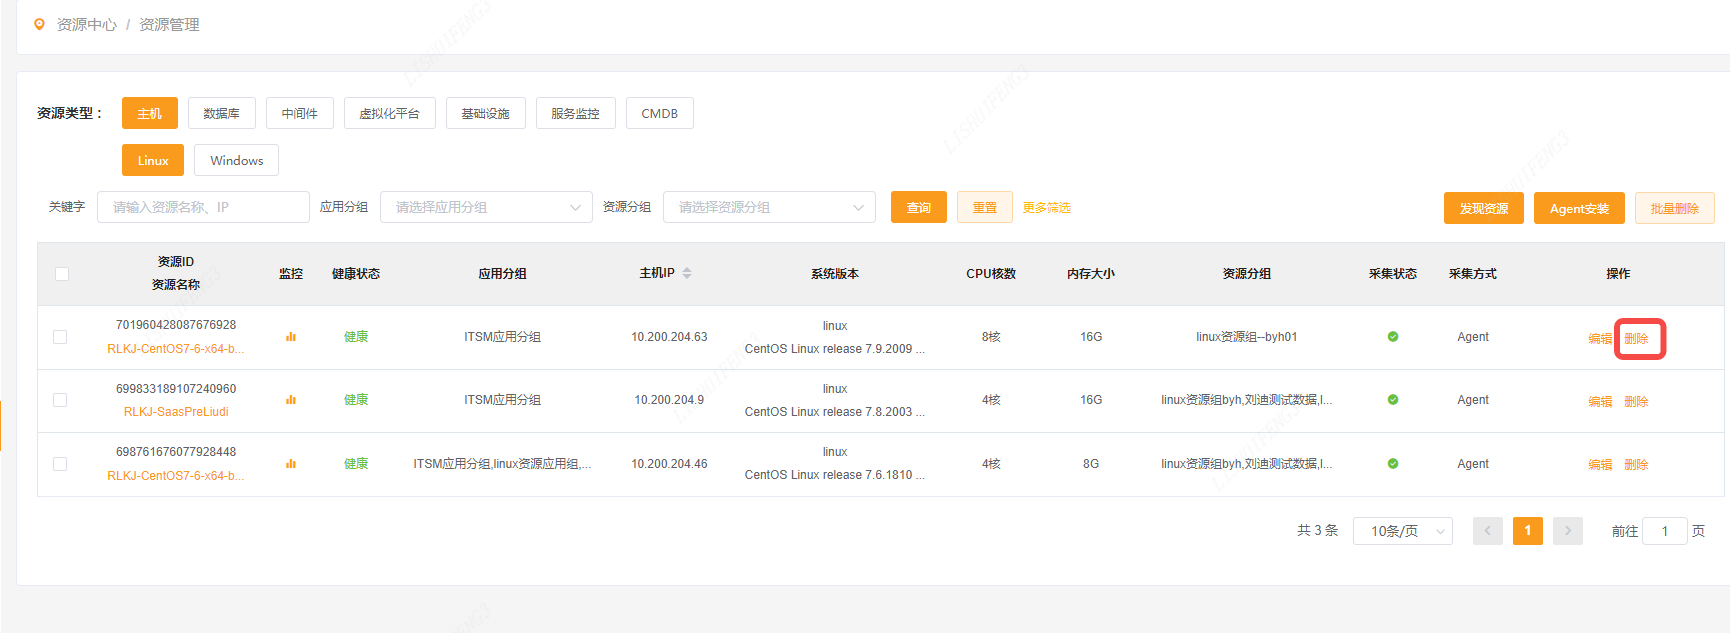 资源中心 / 资源管理
资源类型： 主机 数据库 中间件 虚拟化平台 基础设施 服务监控 CMDB
Linux Windows
关键字 请输入资源名称、IP 应用分组 请选择应用分组 资源分组 请选择资源分组 查询 重置 更多筛选 发现资源 Agent安装 批量删除
资源ID
资源名称 监控 健康状态 应用分组 主机IP 系统版本 CPU核数 内存大小 资源分组 采集状态 采集方式 操作
701960428087676928
RLKJ-CentOS7-6-x64-b... 健康 ITSM应用分组 10.200.204.63 linux
CentOS Linux release 7.9.2009 ... 8核 16G linux资源组--byh01 Agent 编辑 删除
699833189107240960
RLKJ-SaasPreLiudi 健康 ITSM应用分组 10.200.204.9 linux
CentOS Linux release 7.8.2003 ... 4核 16G linux资源组byh,刘迪测试数据,l... Agent 编辑 删除
698761676077928448
RLKJ-CentOS7-6-x64-b... 健康 ITSM应用分组,linux资源应用组,... 10.200.204.46 linux
CentOS Linux release 7.6.1810 ... 4核 8G linux资源组byh,刘迪测试数据,l... Agent 编辑 删除
共 3 条 10条/页 < 1 > 前往 1 页
LISHUIFENG3